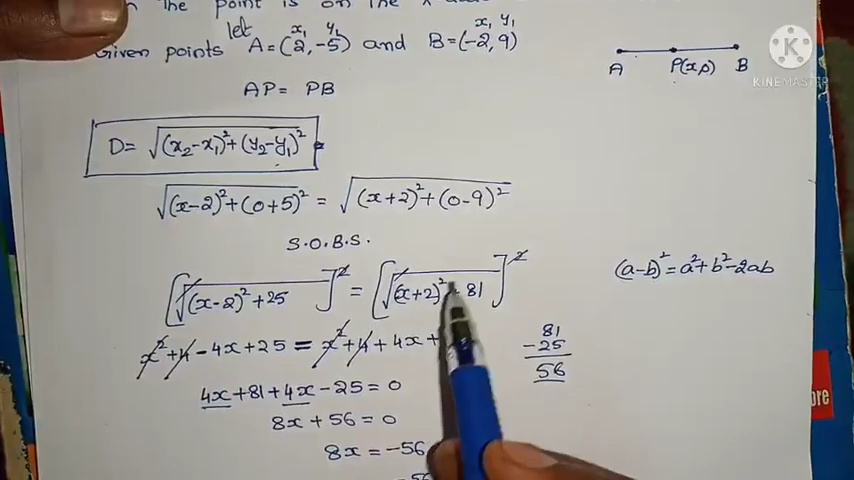 the point is on the x
let
x₁ y₁ x₁ y₁
Given points A=(2,-5) and B=(-2,9)
A P(x,0) B
KINEMASTER
AP = PB
D= √(x₂-x₁)²+(y₂-y₁)²
√(x-2)²+(0+5)² = √(x+2)²+(0-9)²
S.O.B.S.
[√(x-2)²+25]² = [√(x+2)² 81]²
(a-b)²=a²+b²-2ab
x²+4-4x+25 = x²+4+4x+
81
-25
56
4x+81+4x-25=0
8x+56=0
8x=-56
-56
ore